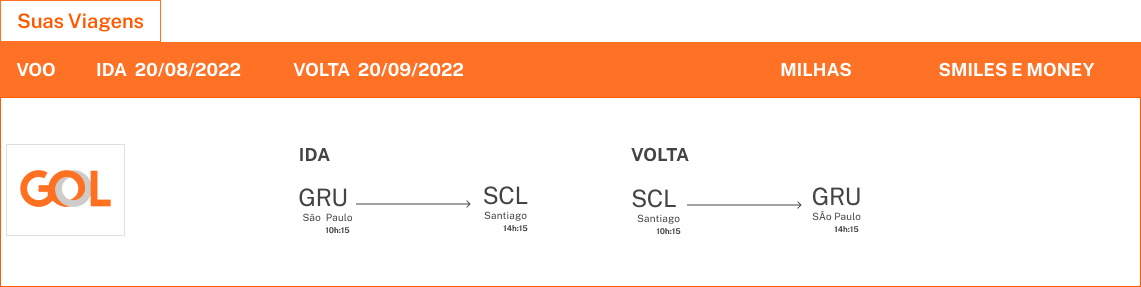 Suas Viagens
VOO IDA 20/08/2022 VOLTA 20/09/2022 MILHAS SMILES E MONEY
GOL
IDA
GRU
São Paulo
10h:15
SCL
Santiago
14h:15
VOLTA
SCL
Santiago
10h:15
GRU
SÂo Paulo
14h:15